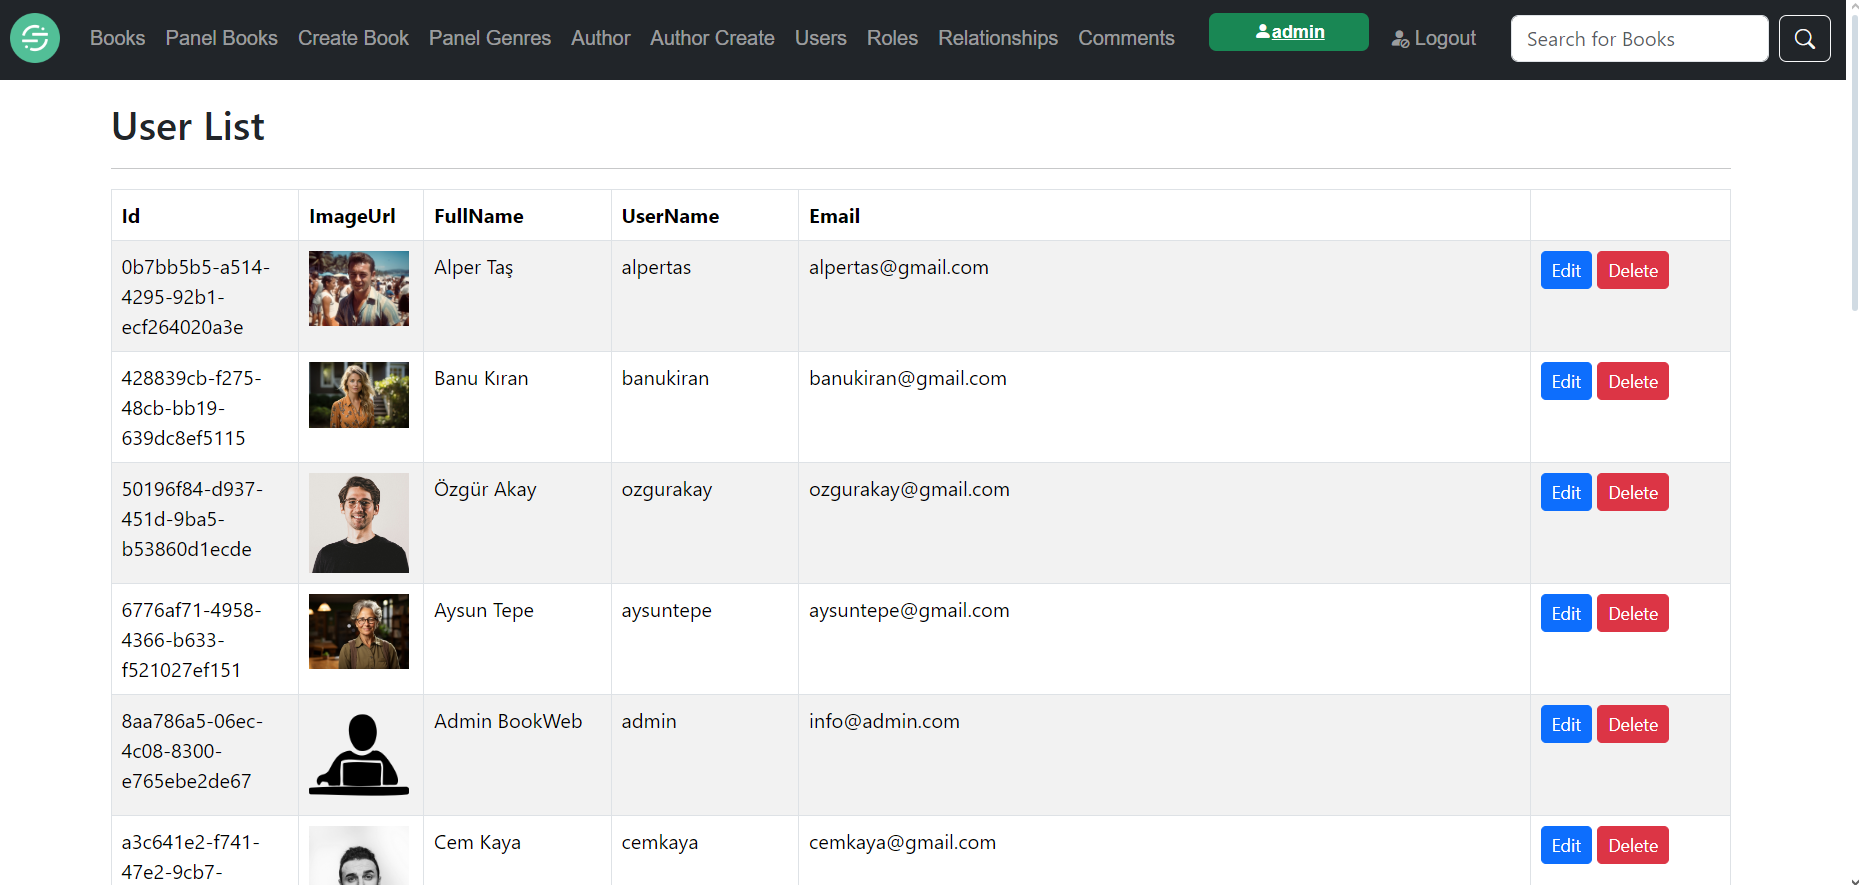 Books Panel Books Create Book Panel Genres Author Author Create Users Roles Relationships Comments admin Logout Search for Books
User List
Id ImageUrl FullName UserName Email
0b7bb5b5-a514-
4295-92b1-
ecf264020a3e
Alper Taş
alpertas
alpertas@gmail.com
Edit Delete
428839cb-f275-
48cb-bb19-
639dc8ef5115
Banu Kıran
banukiran
banukiran@gmail.com
Edit Delete
50196f84-d937-
451d-9ba5-
b53860d1ecde
Özgür Akay
ozgurakay
ozgurakay@gmail.com
Edit Delete
6776af71-4958-
4366-b633-
f521027ef151
Aysun Tepe
aysuntepe
aysuntepe@gmail.com
Edit Delete
8aa786a5-06ec-
4c08-8300-
e765ebe2de67
Admin BookWeb
admin
info@admin.com
Edit Delete
a3c641e2-f741-
47e2-9cb7-
Cem Kaya
cemkaya
cemkaya@gmail.com
Edit Delete